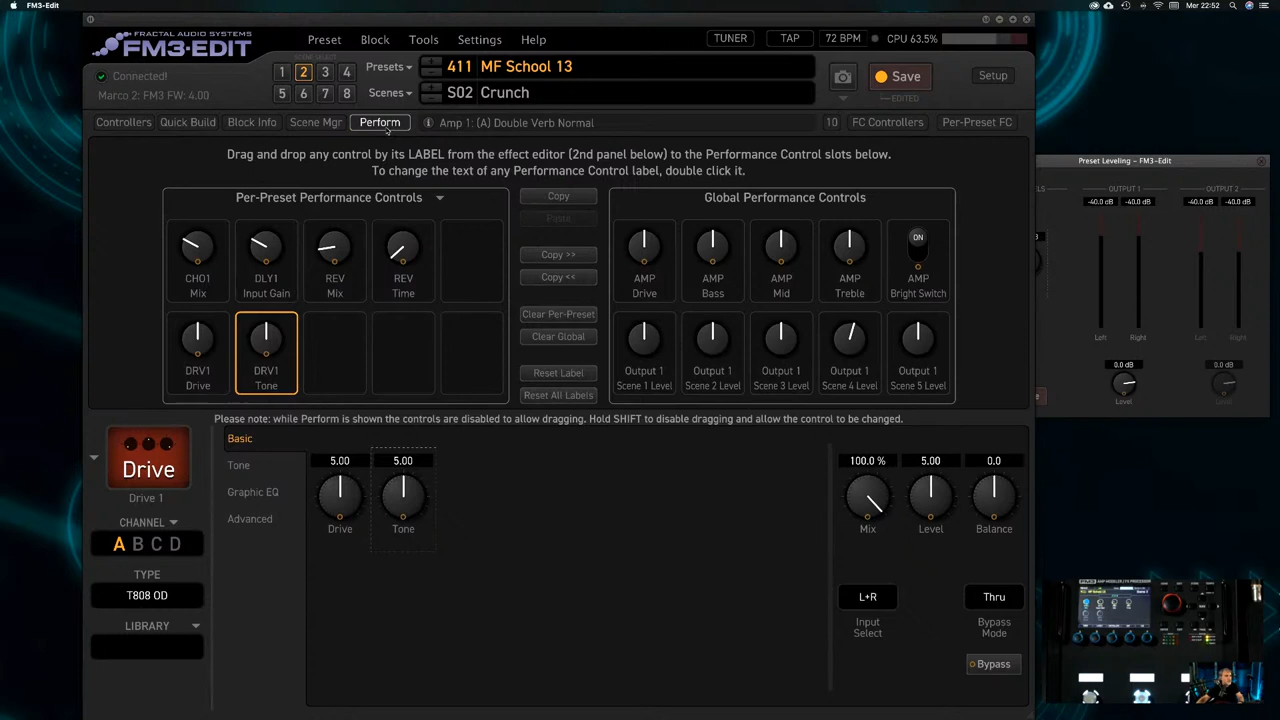 FM3-Edit
Mer 22:52
FRACTAL AUDIO SYSTEMS
FM3-EDIT
Preset Block Tools Settings Help
TUNER
TAP
72 BPM
CPU 63.5%
Connected!
Marco 2: FM3 FW: 4.00
SCENE SELECT
1 2 3 4
5 6 7 8
Presets
411 MF School 13
Scenes
S02 Crunch
Save
EDITED
Setup
Controllers Quick Build Block Info Scene Mgr Perform
Amp 1: (A) Double Verb Normal
10
FC Controllers
Per-Preset FC
Drag and drop any control by its LABEL from the effect editor (2nd panel below) to the Performance Control slots below.
To change the text of any Performance Control label, double click it.
Per-Preset Performance Controls
CHO1 DLY1 REV REV
Mix Input Gain Mix Time
DRV1 DRV1
Drive Tone
Copy
Paste
Copy >>
Copy <<
Clear Per-Preset
Clear Global
Reset Label
Reset All Labels
Global Performance Controls
ON
AMP AMP AMP AMP AMP
Drive Bass Mid Treble Bright Switch
Output 1 Output 1 Output 1 Output 1 Output 1
Scene 1 Level Scene 2 Level Scene 3 Level Scene 4 Level Scene 5 Level
Please note: while Perform is shown the controls are disabled to allow dragging. Hold SHIFT to disable dragging and allow the control to be changed.
Drive
Drive 1
CHANNEL
A B C D
TYPE
T808 OD
LIBRARY
Basic
Tone
Graphic EQ
Advanced
5.00 5.00
Drive Tone
100.0 % 5.00 0.0
Mix Level Balance
L+R
Input
Select
Thru
Bypass
Mode
Bypass
Preset Leveling - FM3-Edit
OUTPUT 1
-40.0 dB -40.0 dB
Left Right
0.0 dB
Level
OUTPUT 2
-40.0 dB -40.0 dB
Left Right
0.0 dB
Level